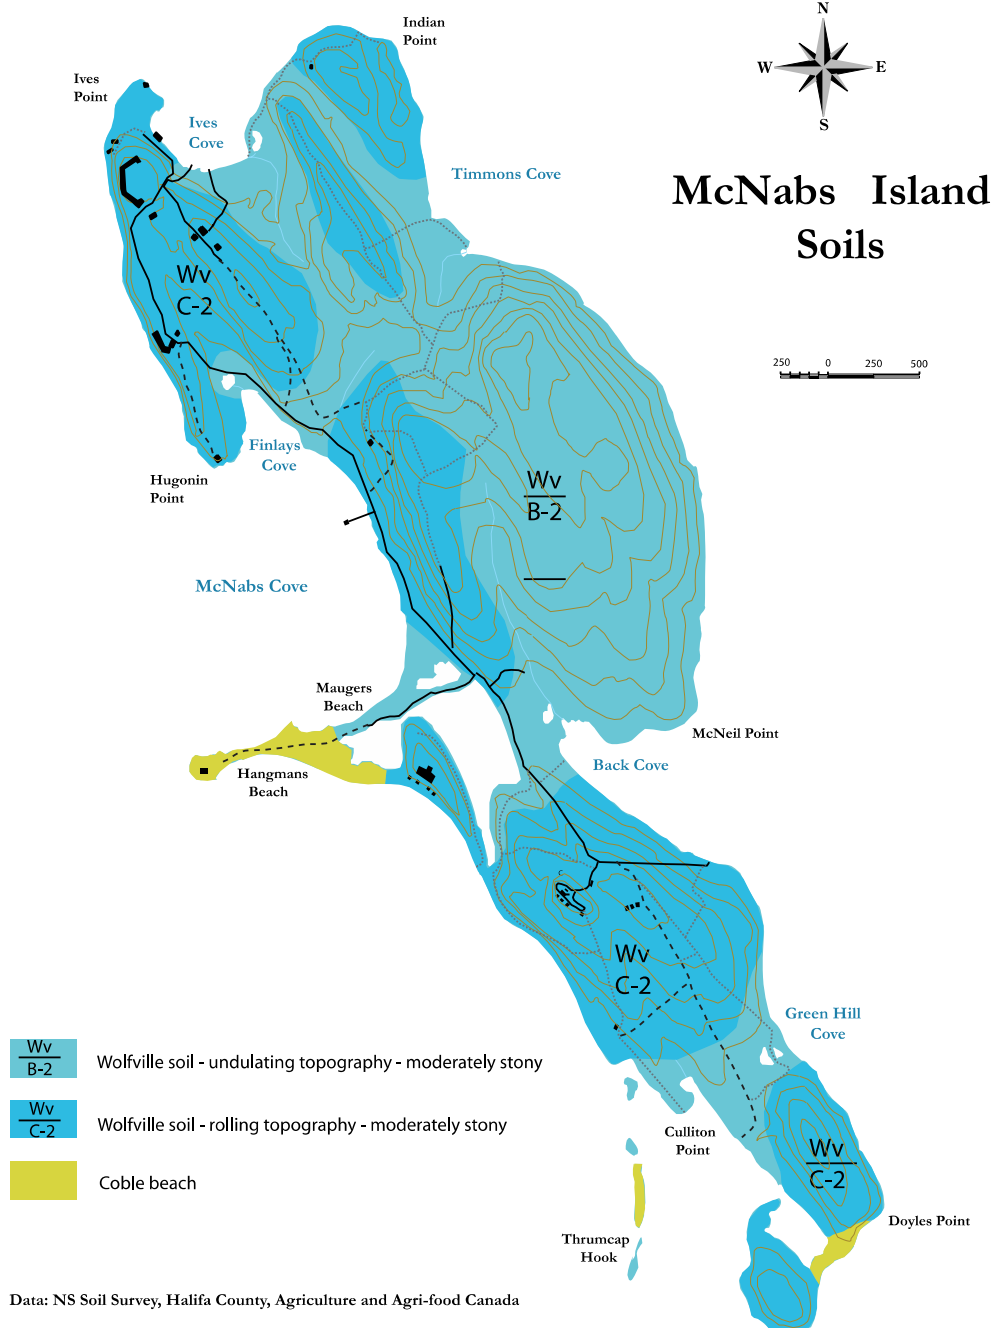 Indian
Point
N
W
E
S
Ives
Point
Ives
Cove
Timmons Cove
McNabs Island
Soils
Wv
C-2
250 0 250 500
Finlays
Cove
Hugonin
Point
Wv
B-2
McNabs Cove
Maugers
Beach
McNeil Point
Back Cove
Hangmans
Beach
Wv
C-2
Green Hill
Cove
Wv
B-2
Wolfville soil - undulating topography - moderately stony
Wv
C-2
Wolfville soil - rolling topography - moderately stony
Culliton
Point
Wv
C-2
Coble beach
Doyles Point
Thrumcap
Hook
Data: NS Soil Survey, Halifa County, Agriculture and Agri-food Canada